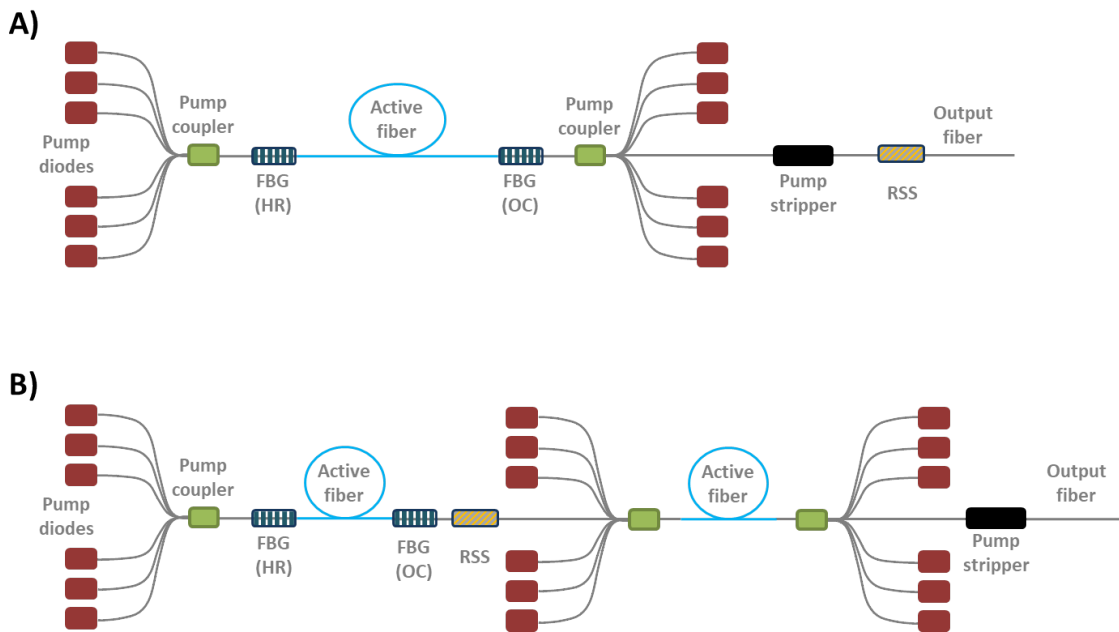 A)
Pump
coupler
Active
fiber
Pump
coupler
Output
fiber
Pump
diodes
FBG
(HR)
FBG
(OC)
Pump
stripper
RSS
B)
Pump
coupler
Active
fiber
Active
fiber
Output
fiber
Pump
diodes
FBG
(HR)
FBG
(OC)
RSS
Pump
stripper